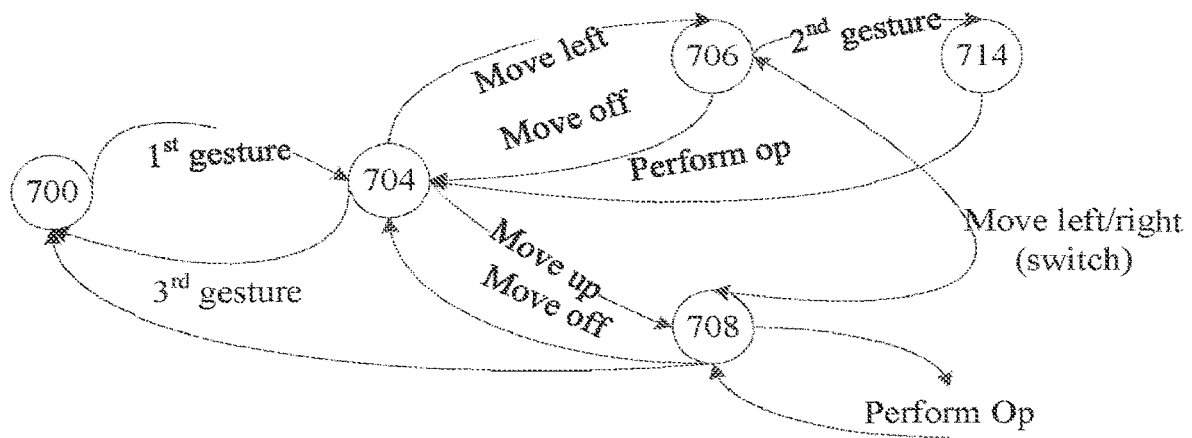 Move left
706
2nd gesture
714
Move off
1st gesture
Perform op
700
704
Move left/right
(switch)
Move up
3rd gesture
Move off
708
Perform Op